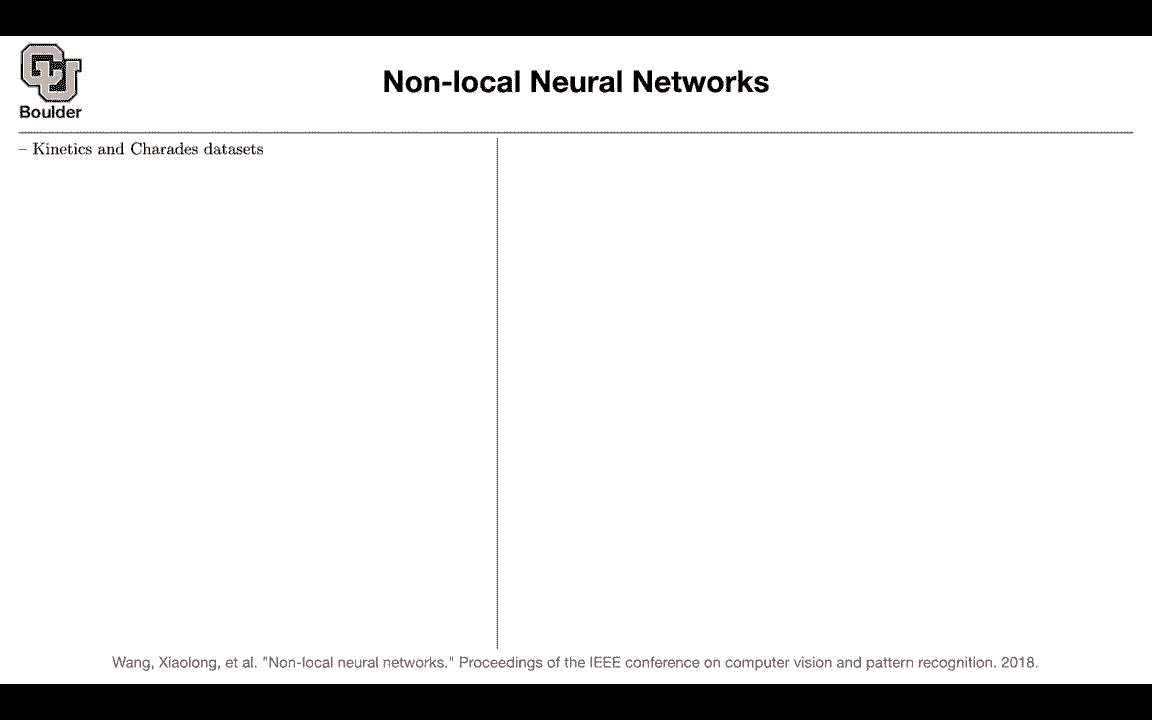 Boulder
Non-local Neural Networks
– Kinetics and Charades datasets
Wang, Xiaolong, et al. "Non-local neural networks." Proceedings of the IEEE conference on computer vision and pattern recognition. 2018.